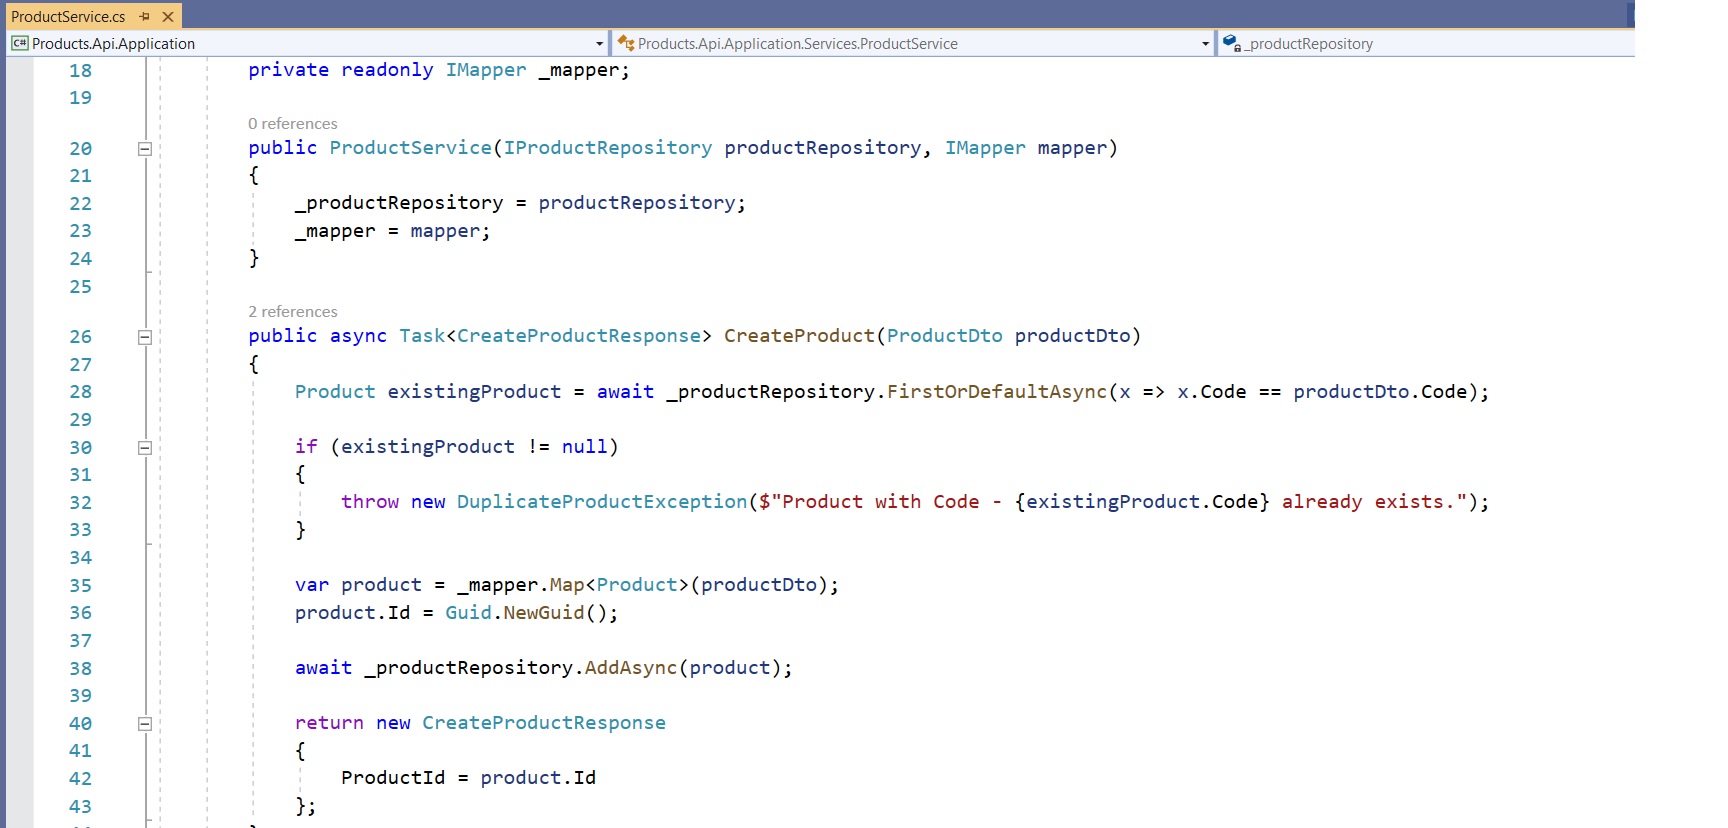 ProductService.cs
C# Products.Api.Application Products.Api.Application.Services.ProductService _productRepository
18 private readonly IMapper _mapper;
19
0 references
20 public ProductService(IProductRepository productRepository, IMapper mapper)
21 {
22 _productRepository = productRepository;
23 _mapper = mapper;
24 }
25
2 references
26 public async Task<CreateProductResponse> CreateProduct(ProductDto productDto)
27 {
28 Product existingProduct = await _productRepository.FirstOrDefaultAsync(x => x.Code == productDto.Code);
29
30 if (existingProduct != null)
31 {
32 throw new DuplicateProductException($"Product with Code - {existingProduct.Code} already exists.");
33 }
34
35 var product = _mapper.Map<Product>(productDto);
36 product.Id = Guid.NewGuid();
37
38 await _productRepository.AddAsync(product);
39
40 return new CreateProductResponse
41 {
42 ProductId = product.Id
43 };